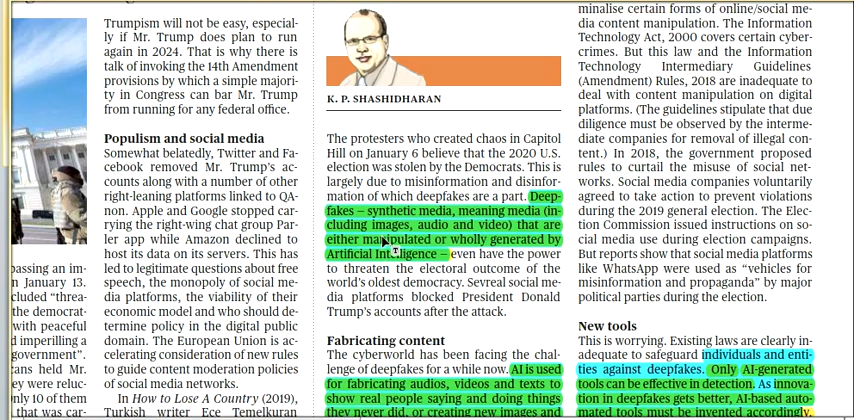 Trumpism will not be easy, especial-
ly if Mr. Trump does plan to run
again in 2024. That is why there is
talk of invoking the 14th Amendment
provisions by which a simple majori-
ty in Congress can bar Mr. Trump
from running for any federal office.
Populism and social media
Somewhat belatedly, Twitter and Fa-
cebook removed Mr. Trump's ac-
counts along with a number of other
right-leaning platforms linked to QA-
non. Apple and Google stopped car-
rying the right-wing chat group Par-
ler app while Amazon declined to
host its data on its servers. This has
led to legitimate questions about free
speech, the monopoly of social me-
dia platforms, the viability of their
economic model and who should de-
termine policy in the digital public
domain. The European Union is ac-
celerating consideration of new rules
to guide content moderation policies
of social media networks.
In How to Lose A Country (2019),
Turkish writer Ece Temelkuran
passing an im-
n January 13.
cluded "threa-
the democrat-
with peaceful
d imperilling a
government".
rans held Mr.
ey were reluc-
nly 10 of them
that was car-
K. P. SHASHIDHARAN
The protesters who created chaos in Capitol
Hill on January 6 believe that the 2020 U.S.
election was stolen by the Democrats. This is
largely due to misinformation and disinfor-
mation of which deepfakes are a part. Deep-
fakes – synthetic media, meaning media (in-
cluding images, audio and video) that are
either manipulated or wholly generated by
Artificial Intelligence – even have the power
to threaten the electoral outcome of the
world's oldest democracy. Sevreal social me-
dia platforms blocked President Donald
Trump's accounts after the attack.
Fabricating content
The cyberworld has been facing the chal-
lenge of deepfakes for a while now. AI is used
for fabricating audios, videos and texts to
show real people saying and doing things
they never did, or creating new images and
minalise certain forms of online/social me-
dia content manipulation. The Information
Technology Act, 2000 covers certain cyber-
crimes. But this law and the Information
Technology Intermediary Guidelines
(Amendment) Rules, 2018 are inadequate to
deal with content manipulation on digital
platforms. (The guidelines stipulate that due
diligence must be observed by the interme-
diate companies for removal of illegal con-
tent.) In 2018, the government proposed
rules to curtail the misuse of social net-
works. Social media companies voluntarily
agreed to take action to prevent violations
during the 2019 general election. The Elec-
tion Commission issued instructions on so-
cial media use during election campaigns.
But reports show that social media platforms
like WhatsApp were used as "vehicles for
misinformation and propaganda" by major
political parties during the election.
New tools
This is worrying. Existing laws are clearly in-
adequate to safeguard individuals and enti-
ties against deepfakes. Only AI-generated
tools can be effective in detection. As innova-
tion in deepfakes gets better, AI-based auto-
mated tools must be invented accordingly.